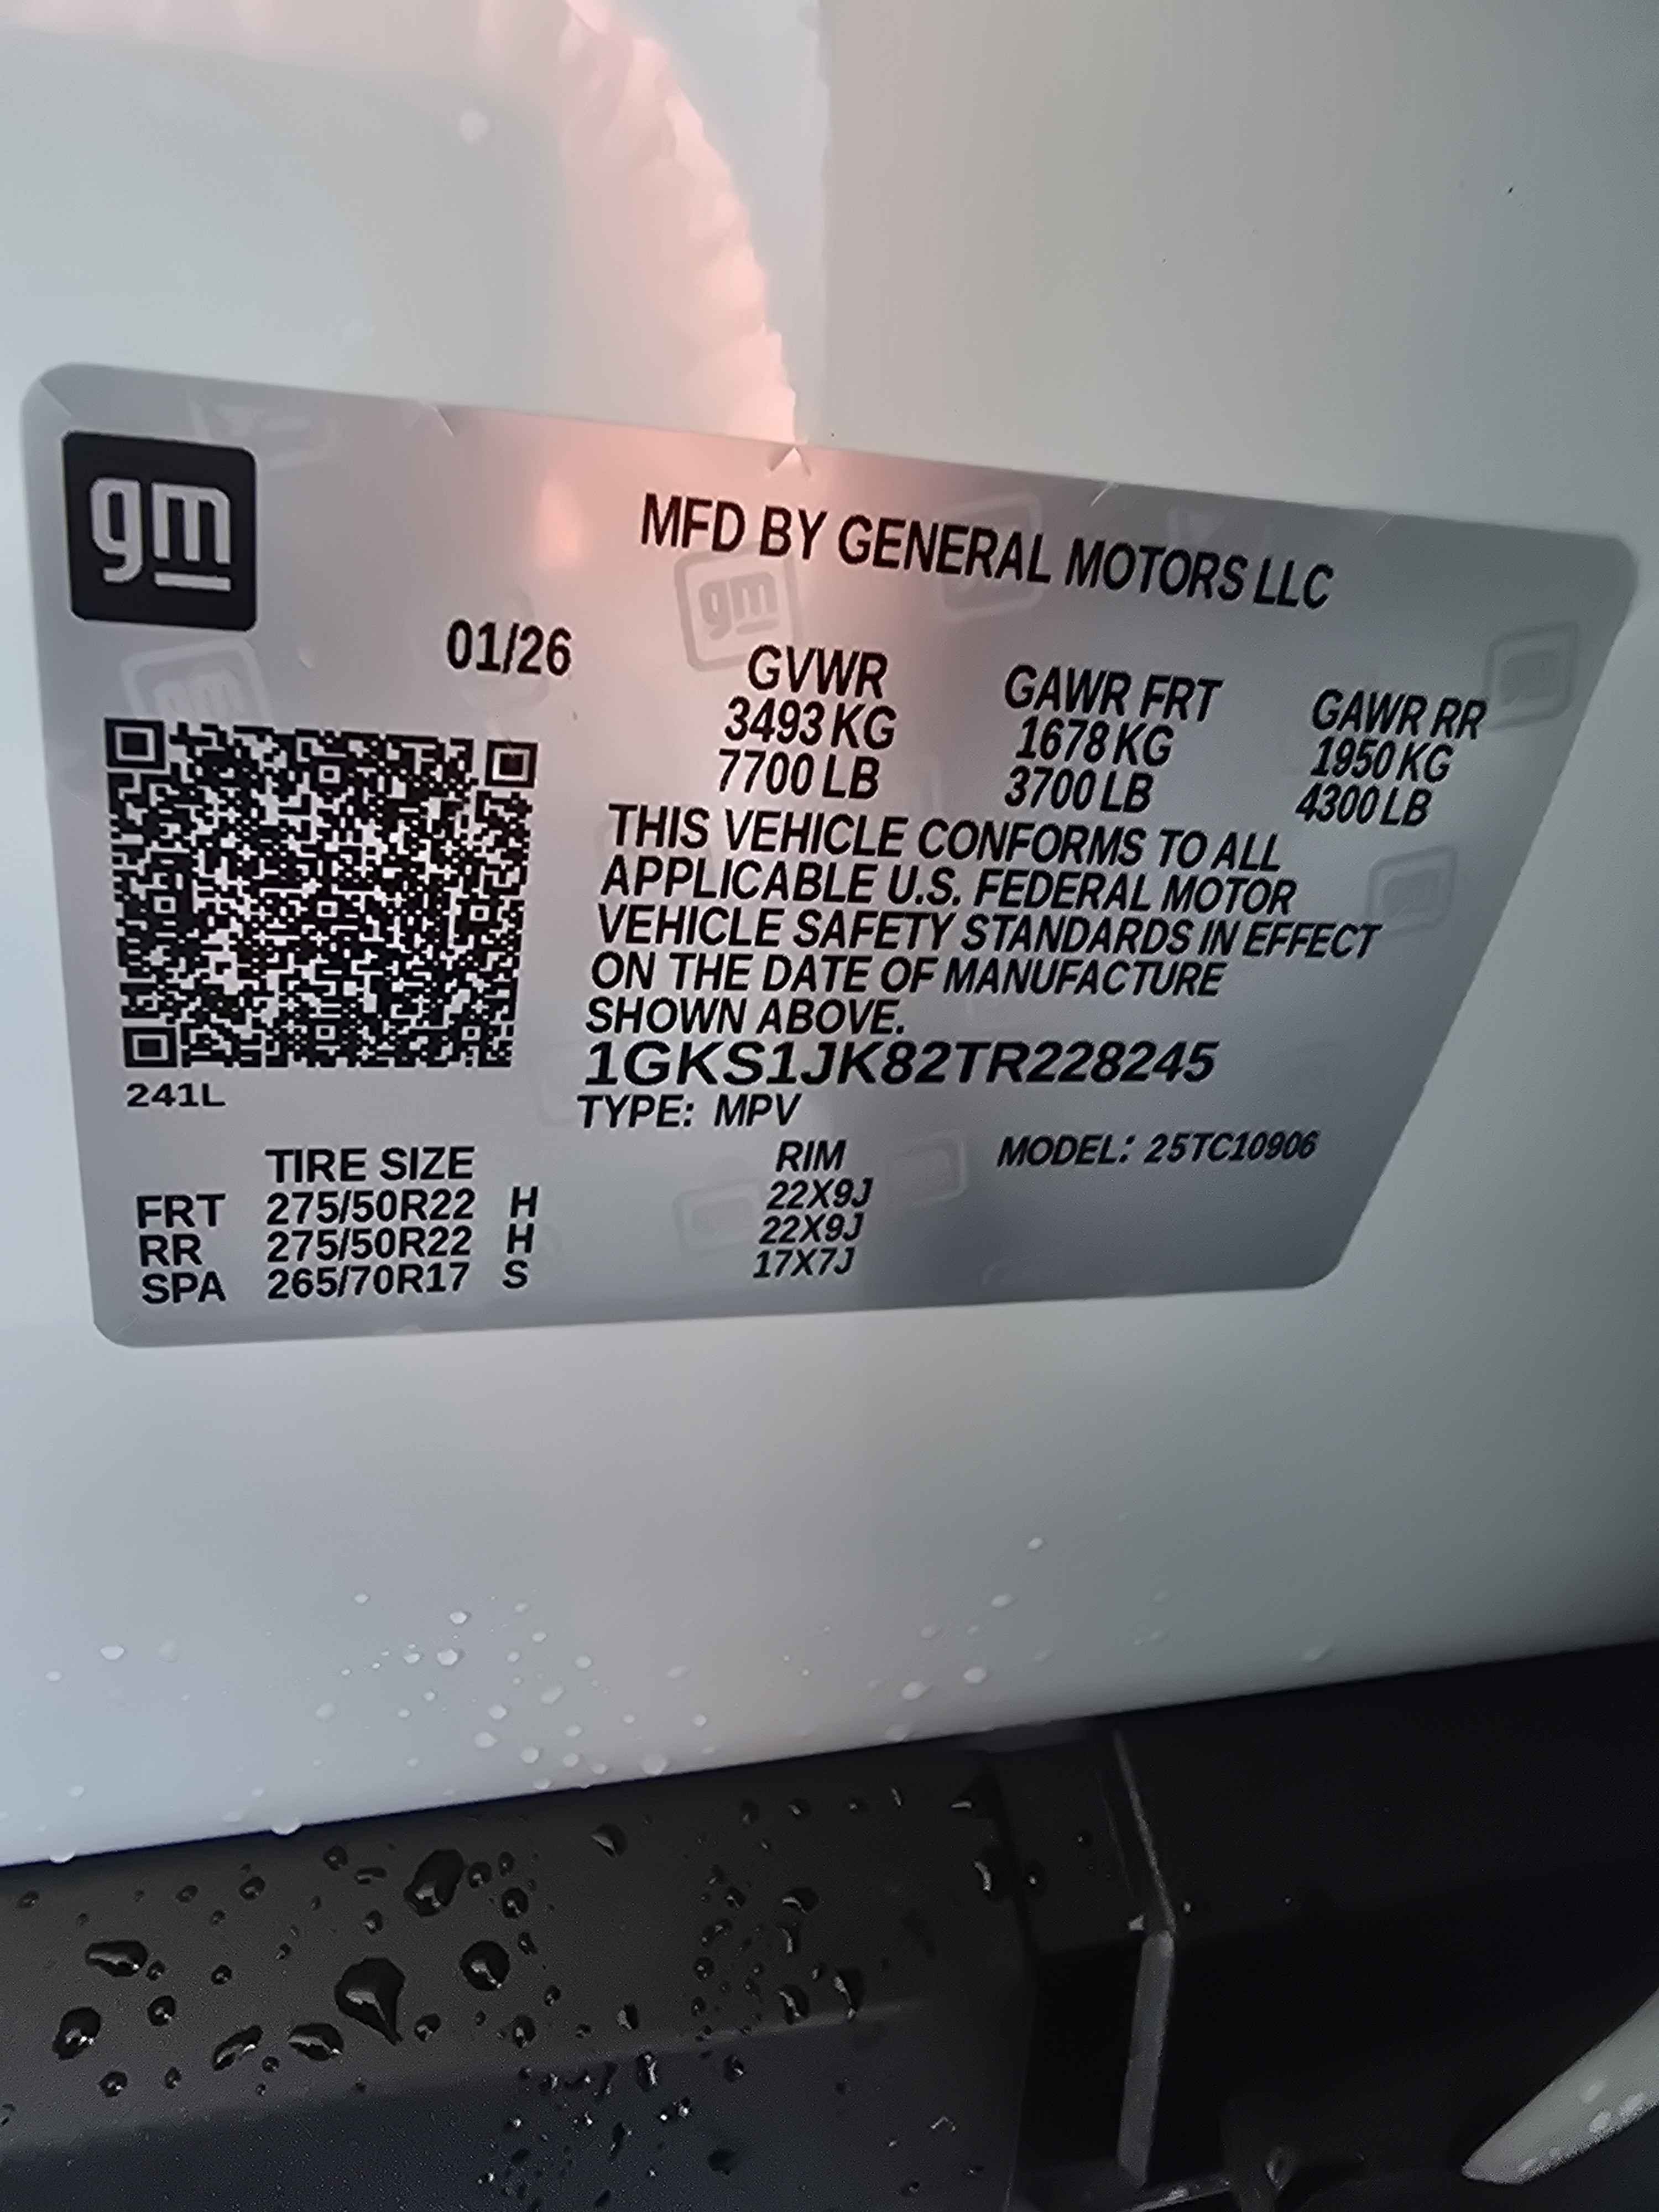 gm
MFD BY GENERAL MOTORS LLC
01/26
GVWR GAWR FRT GAWR RR
3493 KG 1678 KG 1950 KG
7700 LB 3700 LB 4300 LB
THIS VEHICLE CONFORMS TO ALL
APPLICABLE U.S. FEDERAL MOTOR
VEHICLE SAFETY STANDARDS IN EFFECT
ON THE DATE OF MANUFACTURE
SHOWN ABOVE.
1GKS1JK82TR228245
241L
TYPE: MPV
MODEL: 25TC10906
TIRE SIZE RIM
FRT 275/50R22 H 22X9J
RR 275/50R22 H 22X9J
SPA 265/70R17 S 17X7J